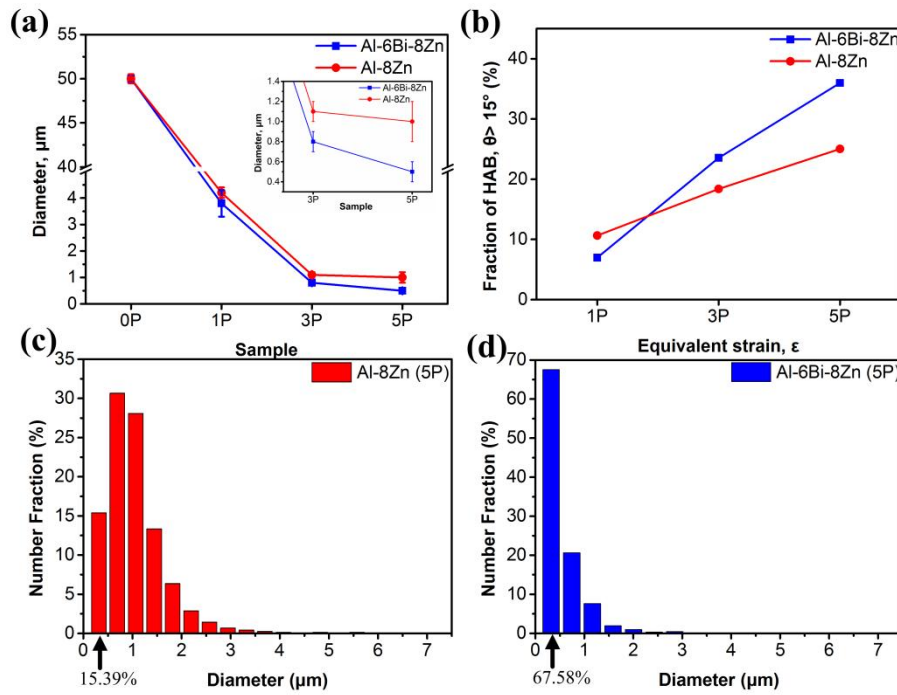 (a)
Al-6Bi-8Zn
Al-8Zn
Diameter, µm
50
45
40
4
3
2
1
0
0P 1P 3P 5P
Sample
Al-6Bi-8Zn
Al-8Zn
Diameter, µm
1.4
1.2
1.0
0.8
0.6
0.4
3P 5P
Sample
(b)
Al-6Bi-8Zn
Al-8Zn
Fraction of HAB, θ> 15° (%)
40
30
20
10
0
1P 3P 5P
Equivalent strain, ε
(c)
Al-8Zn (5P)
Number Fraction (%)
35
30
25
20
15
10
5
0
0 1 2 3 4 5 6 7
15.39%
Diameter (µm)
(d)
Al-6Bi-8Zn (5P)
Number Fraction (%)
70
60
50
40
30
20
10
0
0 1 2 3 4 5 6 7
67.58%
Diameter (µm)